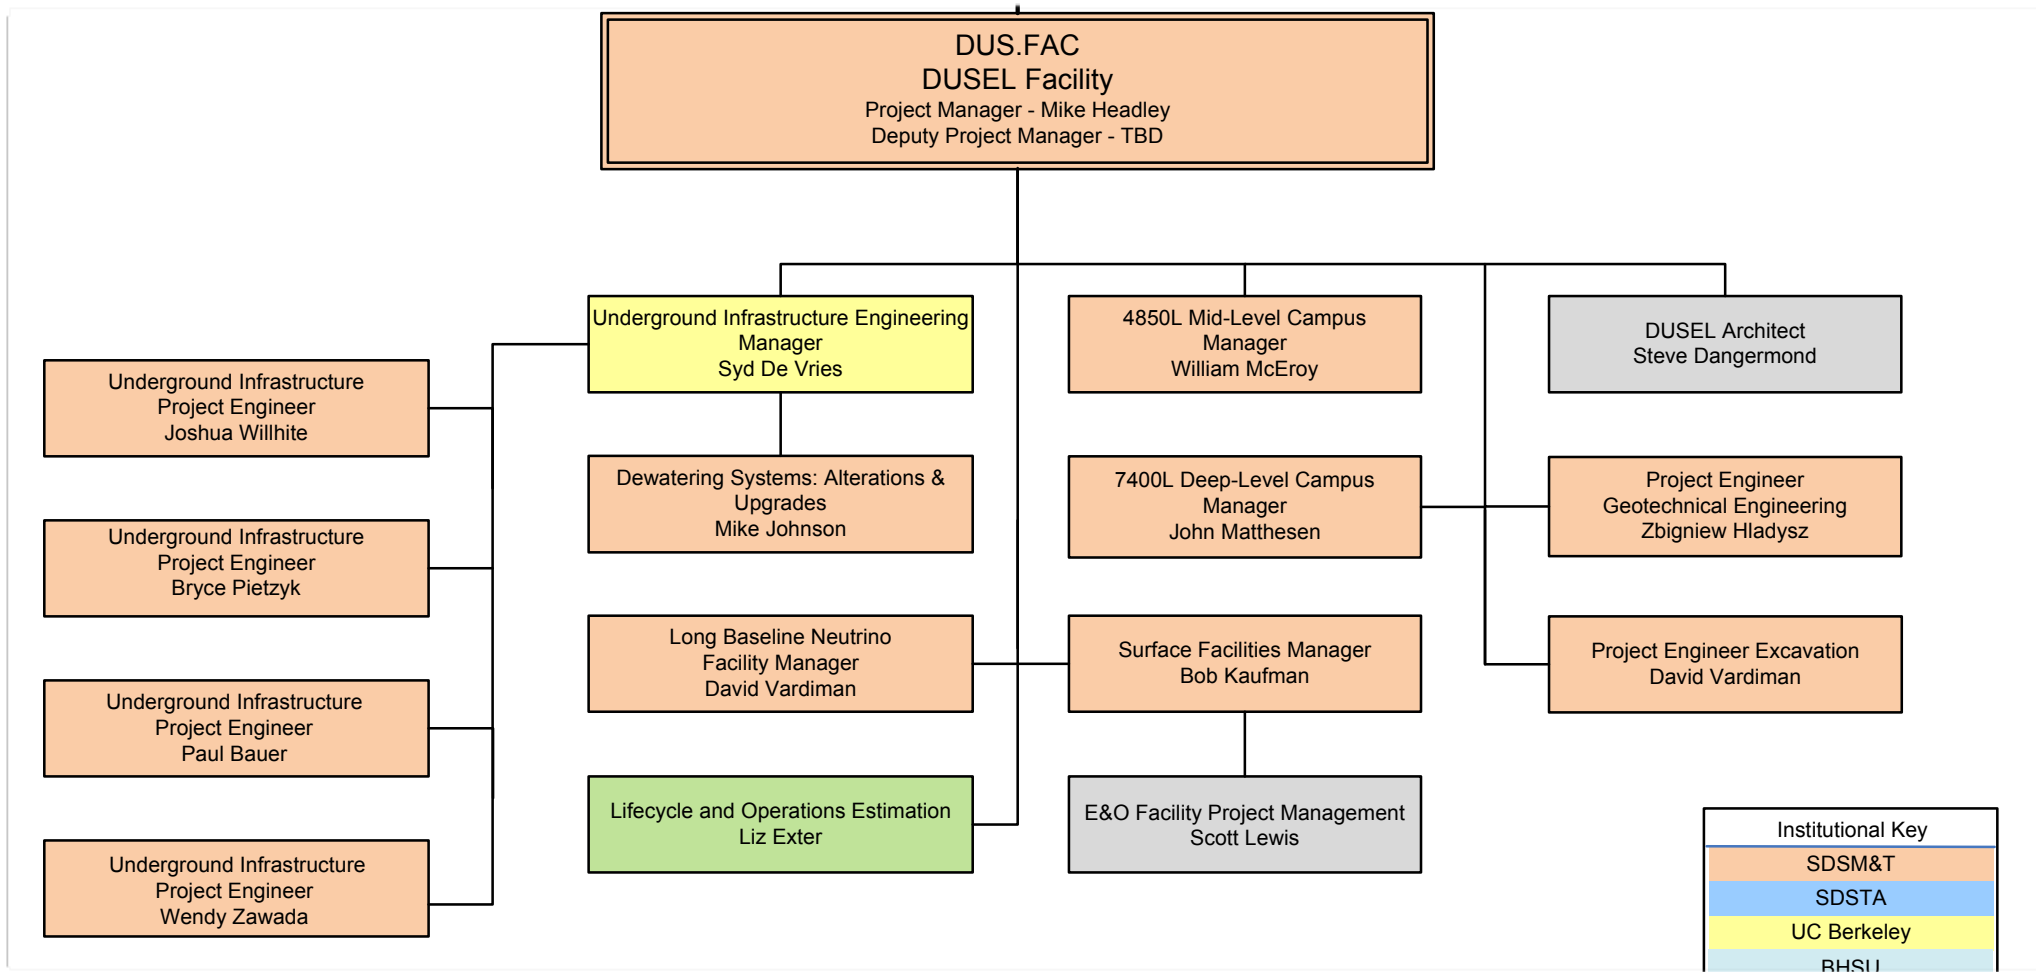 DUS.FAC
DUSEL Facility
Project Manager - Mike Headley
Deputy Project Manager - TBD
Underground Infrastructure Engineering
Manager
Syd De Vries
4850L Mid-Level Campus
Manager
William McEroy
DUSEL Architect
Steve Dangermond
Underground Infrastructure
Project Engineer
Joshua Willhite
Dewatering Systems: Alterations &
Upgrades
Mike Johnson
7400L Deep-Level Campus
Manager
John Matthesen
Project Engineer
Geotechnical Engineering
Zbigniew Hladysz
Underground Infrastructure
Project Engineer
Bryce Pietzyk
Long Baseline Neutrino
Facility Manager
David Vardiman
Surface Facilities Manager
Bob Kaufman
Project Engineer Excavation
David Vardiman
Underground Infrastructure
Project Engineer
Paul Bauer
Lifecycle and Operations Estimation
Liz Exter
E&O Facility Project Management
Scott Lewis
Underground Infrastructure
Project Engineer
Wendy Zawada
Institutional Key
SDSM&T
SDSTA
UC Berkeley
BHSU